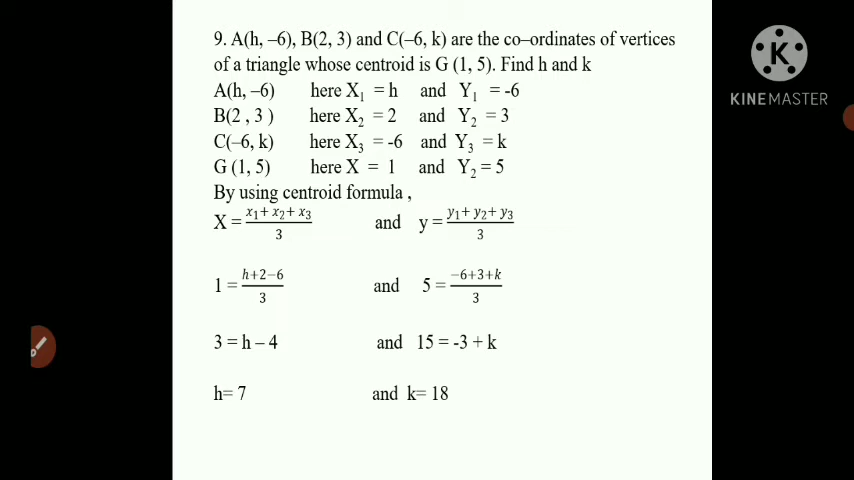 9. A(h, –6), B(2, 3) and C(–6, k) are the co–ordinates of vertices
of a triangle whose centroid is G (1, 5). Find h and k
A(h, –6) here X₁ = h and Y₁ = -6
B(2 , 3 ) here X₂ = 2 and Y₂ = 3
C(–6, k) here X₃ = -6 and Y₃ = k
G (1, 5) here X = 1 and Y₂ = 5
By using centroid formula ,
X = (x₁+ x₂+ x₃)/3 and y = (y₁+ y₂+ y₃)/3
1 = (h+2−6)/3 and 5 = (−6+3+k)/3
3 = h – 4 and 15 = -3 + k
h= 7 and k= 18
K
KINEMASTER